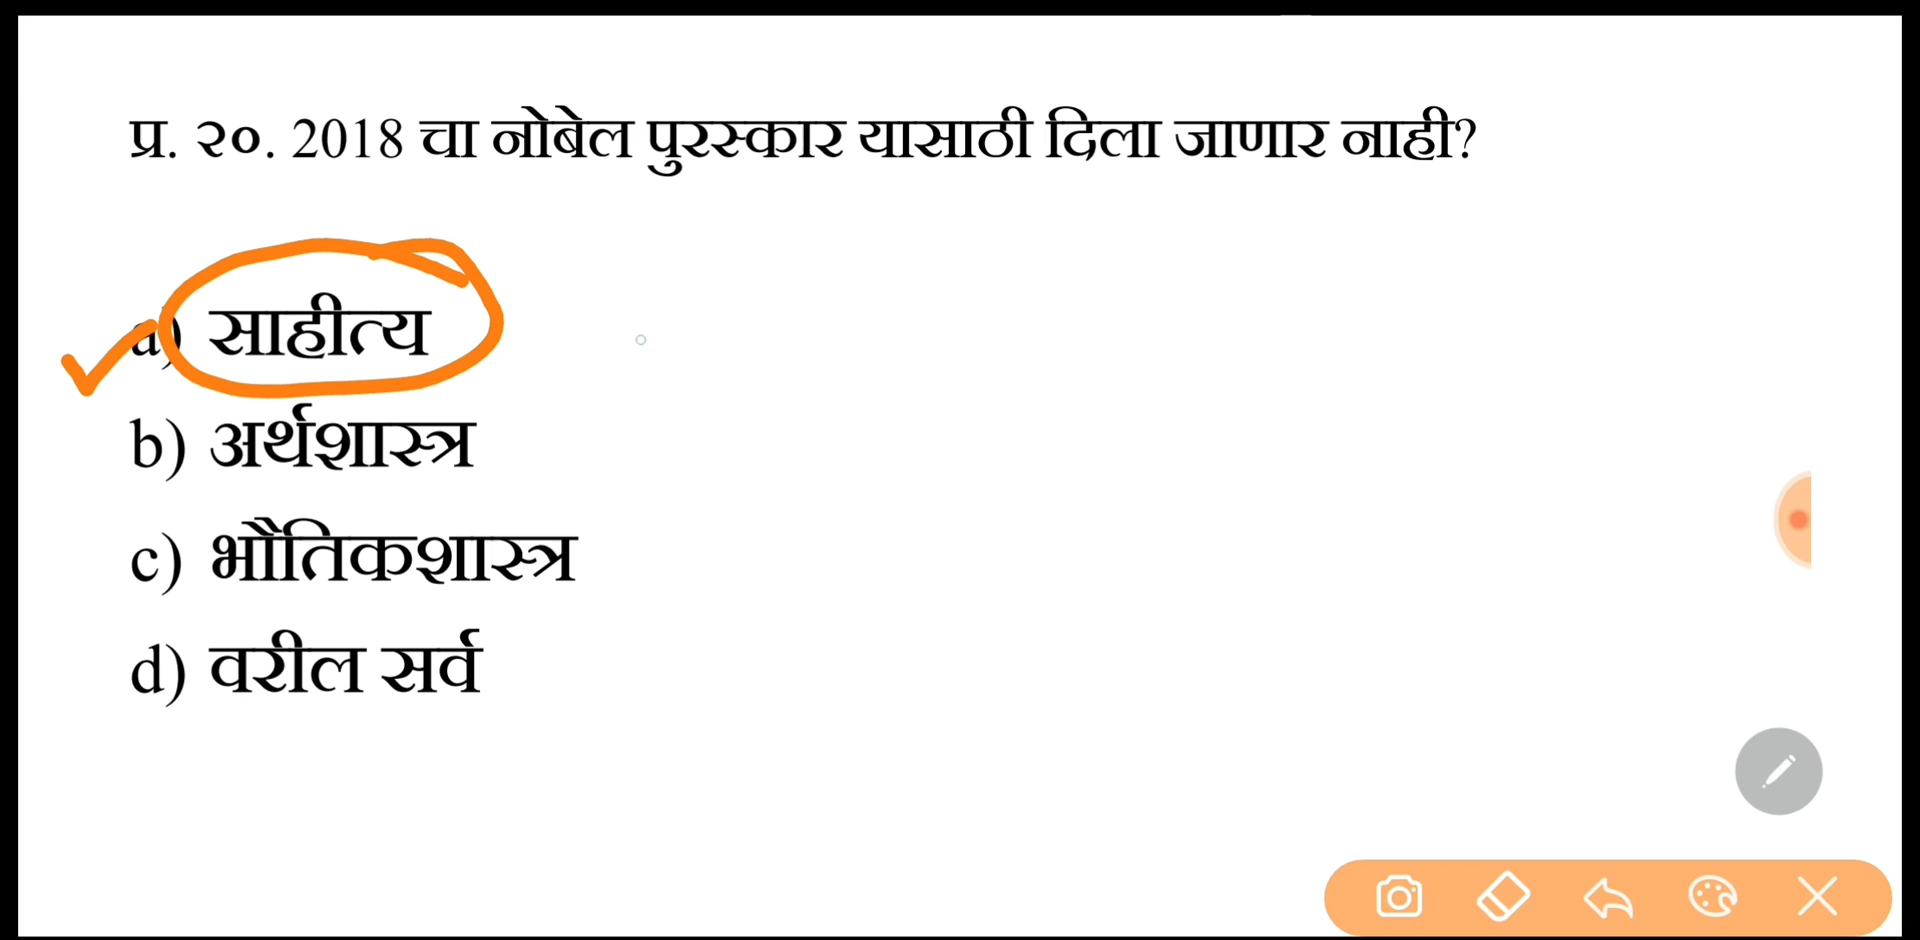 प्र. २०. 2018 चा नोबेल पुरस्कार यासाठी दिला जाणार नाही?
a) साहीत्य
b) अर्थशास्त्र
c) भौतिकशास्त्र
d) वरील सर्व